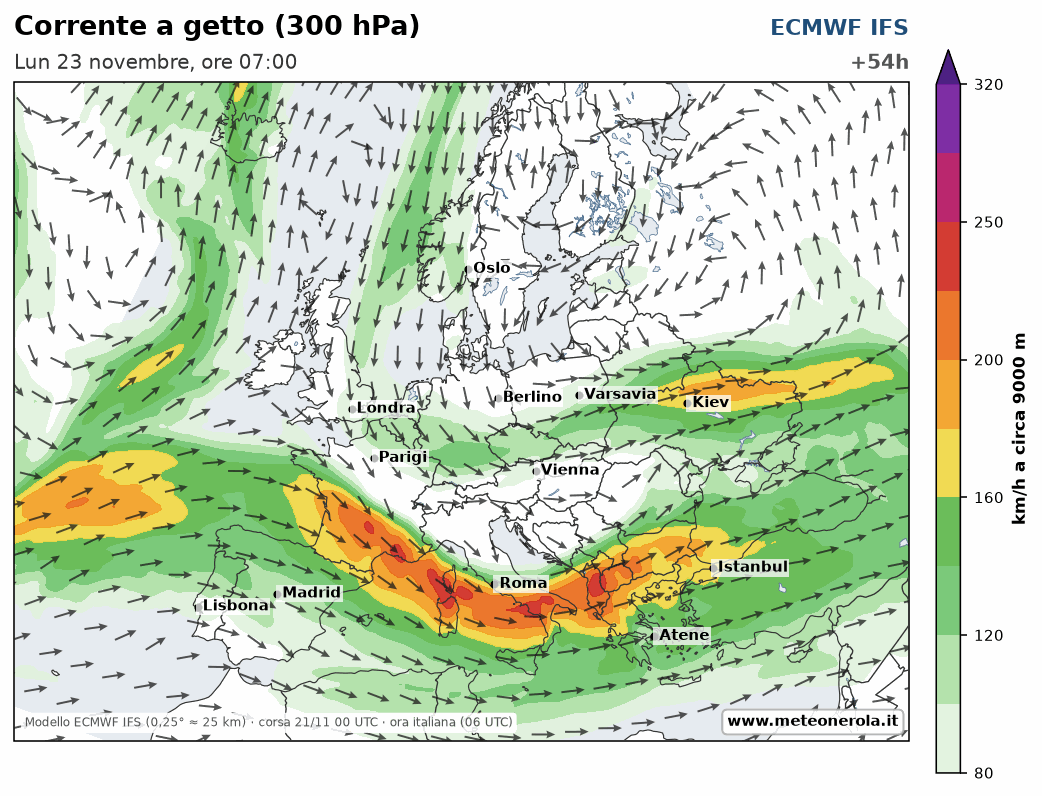 Corrente a getto (300 hPa)
ECMWF IFS
Lun 23 novembre, ore 07:00
+54h
320
250
200
160
120
80
km/h a circa 9000 m
Oslo
Londra
Berlino
Varsavia
Kiev
Parigi
Vienna
Istanbul
Roma
Madrid
Lisbona
Atene
Modello ECMWF IFS (0,25° ≈ 25 km) · corsa 21/11 00 UTC · ora italiana (06 UTC)
www.meteonerola.it